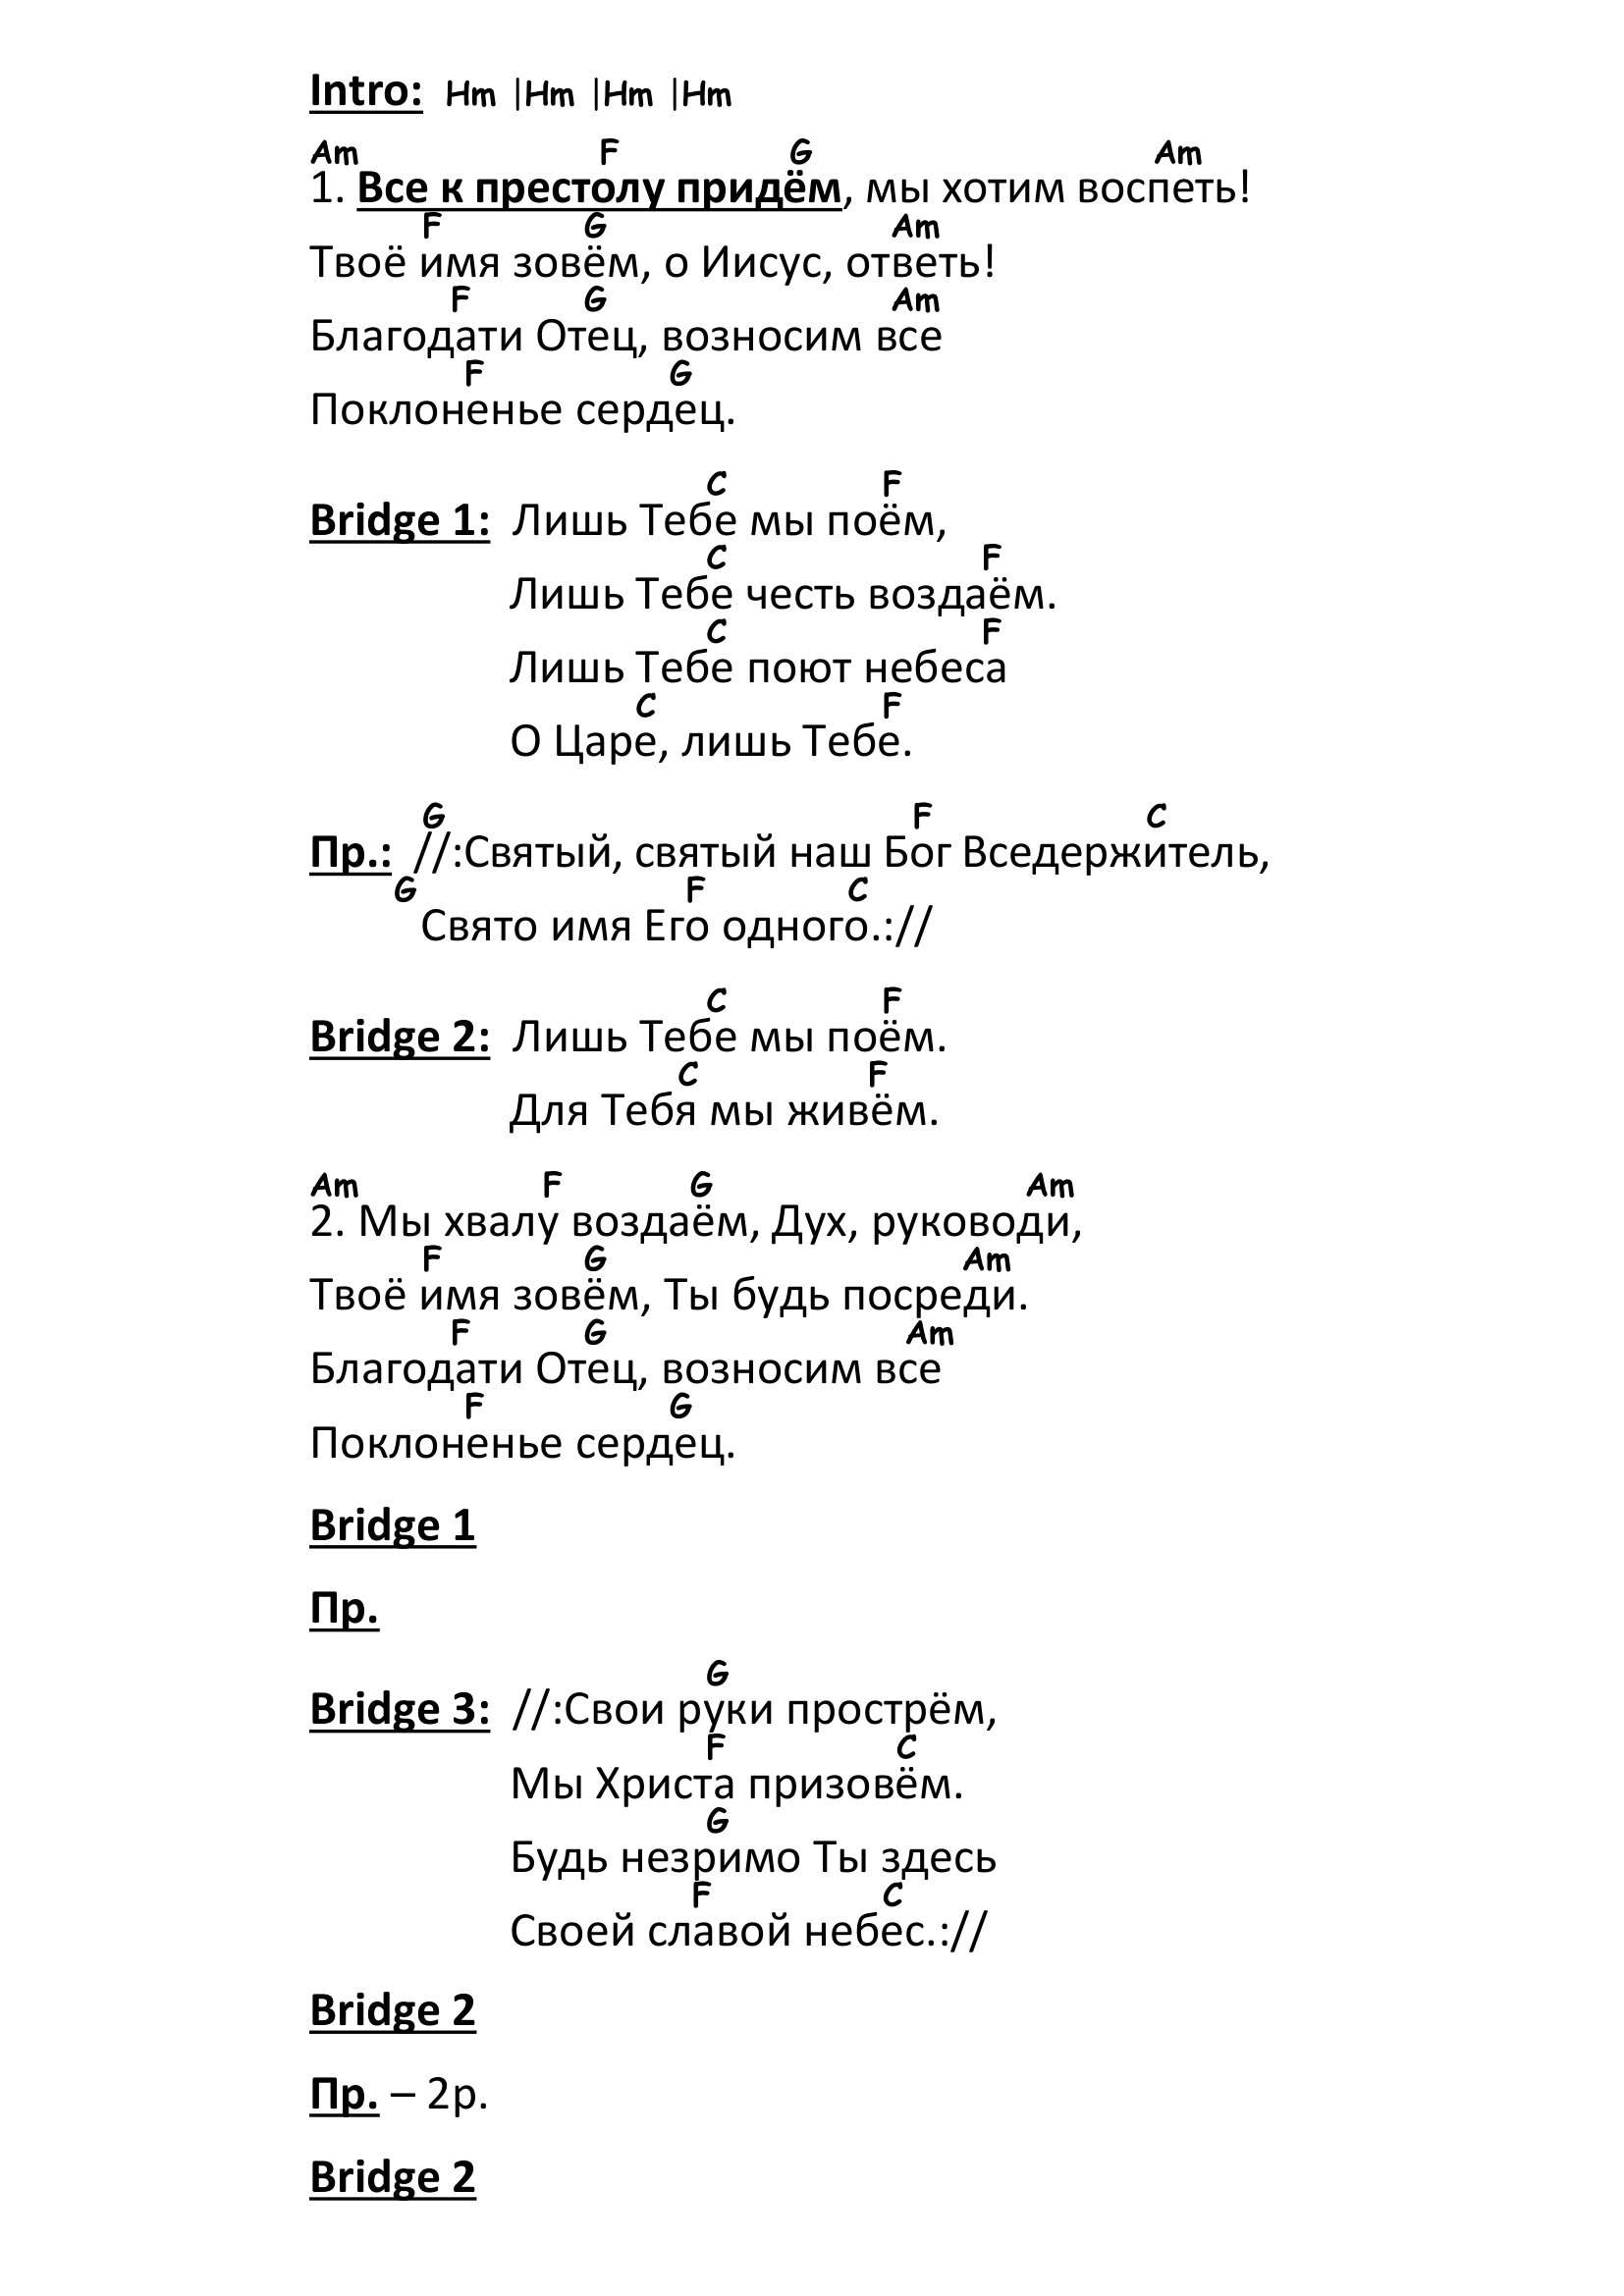 Intro: Hm |Hm |Hm |Hm
Am F G Am
1. Все к престолу придём, мы хотим воспеть!
F G Am
Твоё имя зовём, о Иисус, ответь!
F G Am
Благодати Отец, возносим все
F G
Поклоненье сердец.
C F
Bridge 1: Лишь Тебе мы поём,
C F
Лишь Тебе честь воздаём.
C F
Лишь Тебе поют небеса
C F
О Царе, лишь Тебе.
G F C
Пр.: //:Святый, святый наш Бог Вседержитель,
G F C
Свято имя Его одного.://
C F
Bridge 2: Лишь Тебе мы поём.
C F
Для Тебя мы живём.
Am F G Am
2. Мы хвалу воздаём, Дух, руководи,
F G Am
Твоё имя зовём, Ты будь посреди.
F G Am
Благодати Отец, возносим все
F G
Поклоненье сердец.
Bridge 1
Пр.
G
Bridge 3: //:Свои руки прострём,
F C
Мы Христа призовём.
G
Будь незримо Ты здесь
F C
Своей славой небес.://
Bridge 2
Пр. – 2р.
Bridge 2